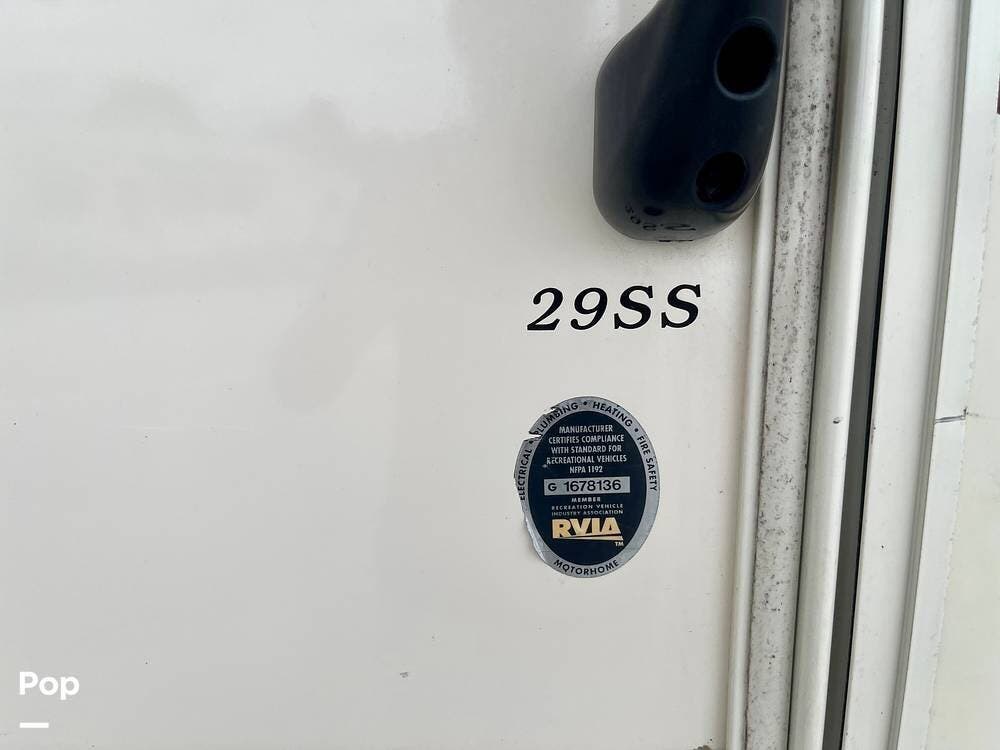 29SS
ELECTRICAL • PLUMBING • HEATING • FIRE SAFETY
MANUFACTURER
CERTIFIES COMPLIANCE
WITH STANDARD FOR
RECREATIONAL VEHICLES
NFPA 1192
G 1678136
MEMBER
RECREATION VEHICLE
INDUSTRY ASSOCIATION
RVIA
TM
MOTORHOME
Pop